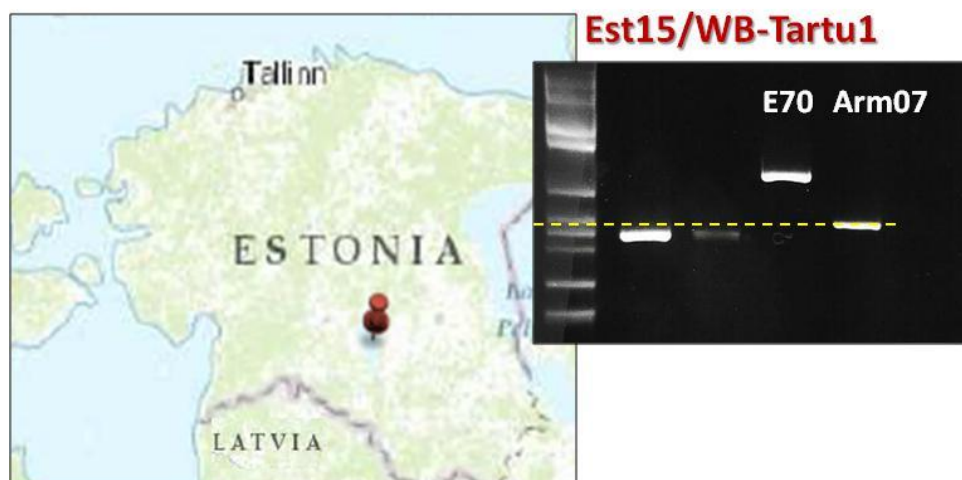 Est15/WB-Tartu1
Tallinn
E70 Arm07
ESTONIA
LATVIA